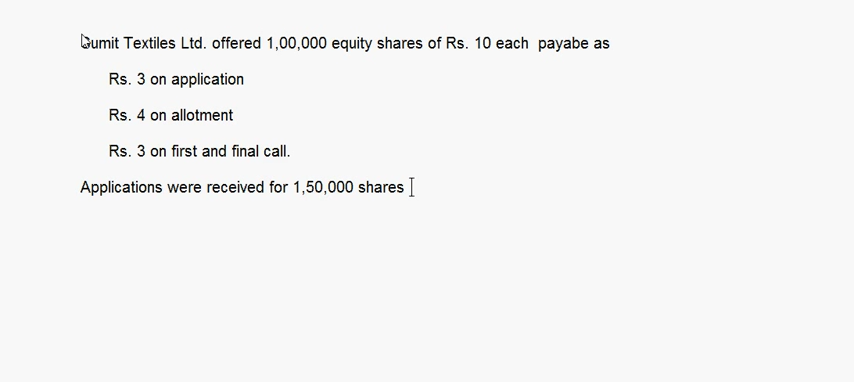 Sumit Textiles Ltd. offered 1,00,000 equity shares of Rs. 10 each payabe as
Rs. 3 on application
Rs. 4 on allotment
Rs. 3 on first and final call.
Applications were received for 1,50,000 shares